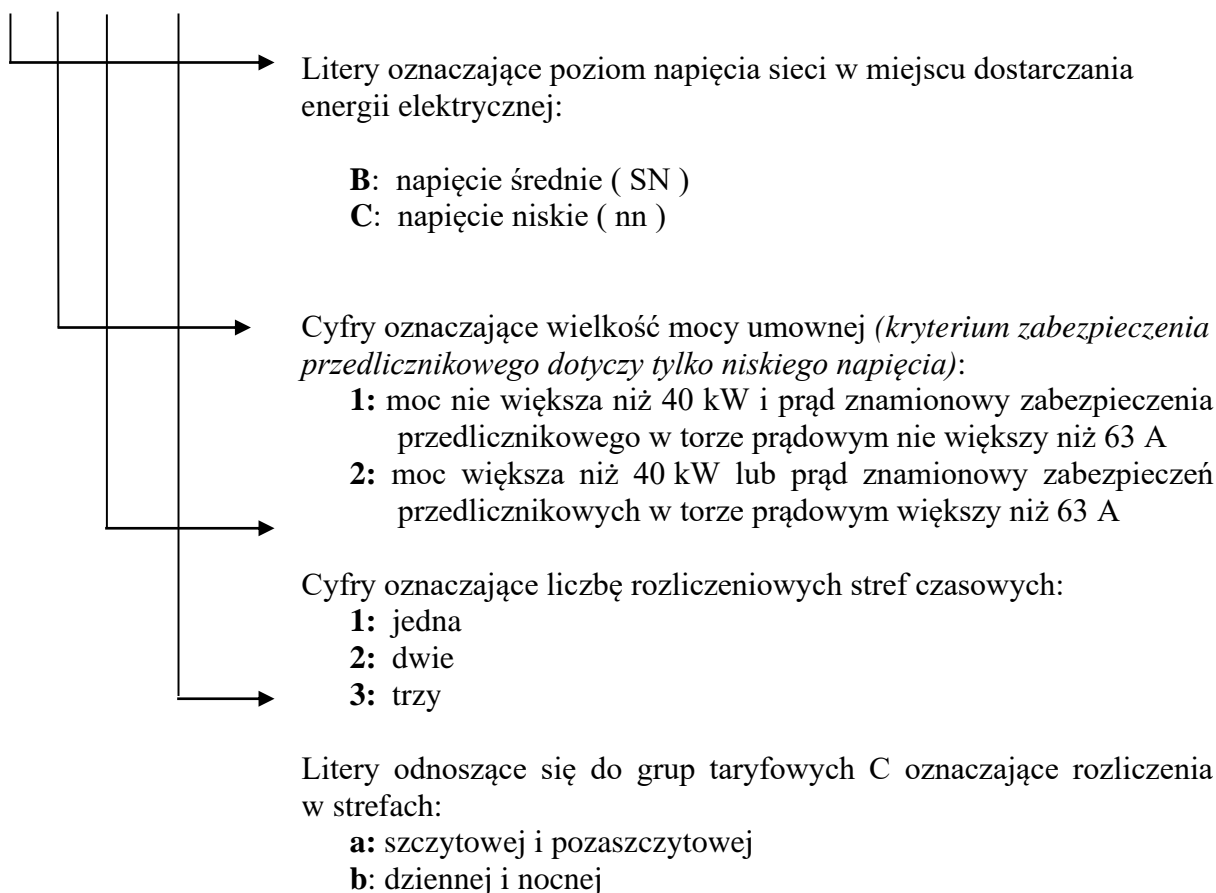 Litery oznaczające poziom napięcia sieci w miejscu dostarczania
energii elektrycznej:
B: napięcie średnie ( SN )
C: napięcie niskie ( nn )
Cyfry oznaczające wielkość mocy umownej (kryterium zabezpieczenia
przedlicznikowego dotyczy tylko niskiego napięcia):
1: moc nie większa niż 40 kW i prąd znamionowy zabezpieczenia
przedlicznikowego w torze prądowym nie większy niż 63 A
2: moc większa niż 40 kW lub prąd znamionowy zabezpieczeń
przedlicznikowych w torze prądowym większy niż 63 A
Cyfry oznaczające liczbę rozliczeniowych stref czasowych:
1: jedna
2: dwie
3: trzy
Litery odnoszące się do grup taryfowych C oznaczające rozliczenia
w strefach:
a: szczytowej i pozaszczytowej
b: dziennej i nocnej